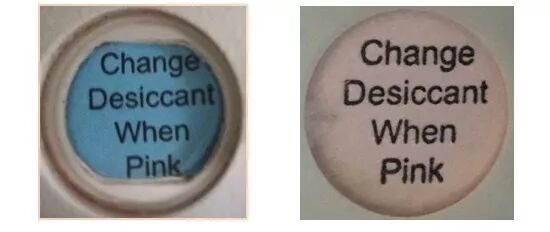 Change
Desiccant
When
Pink
Change
Desiccant
When
Pink